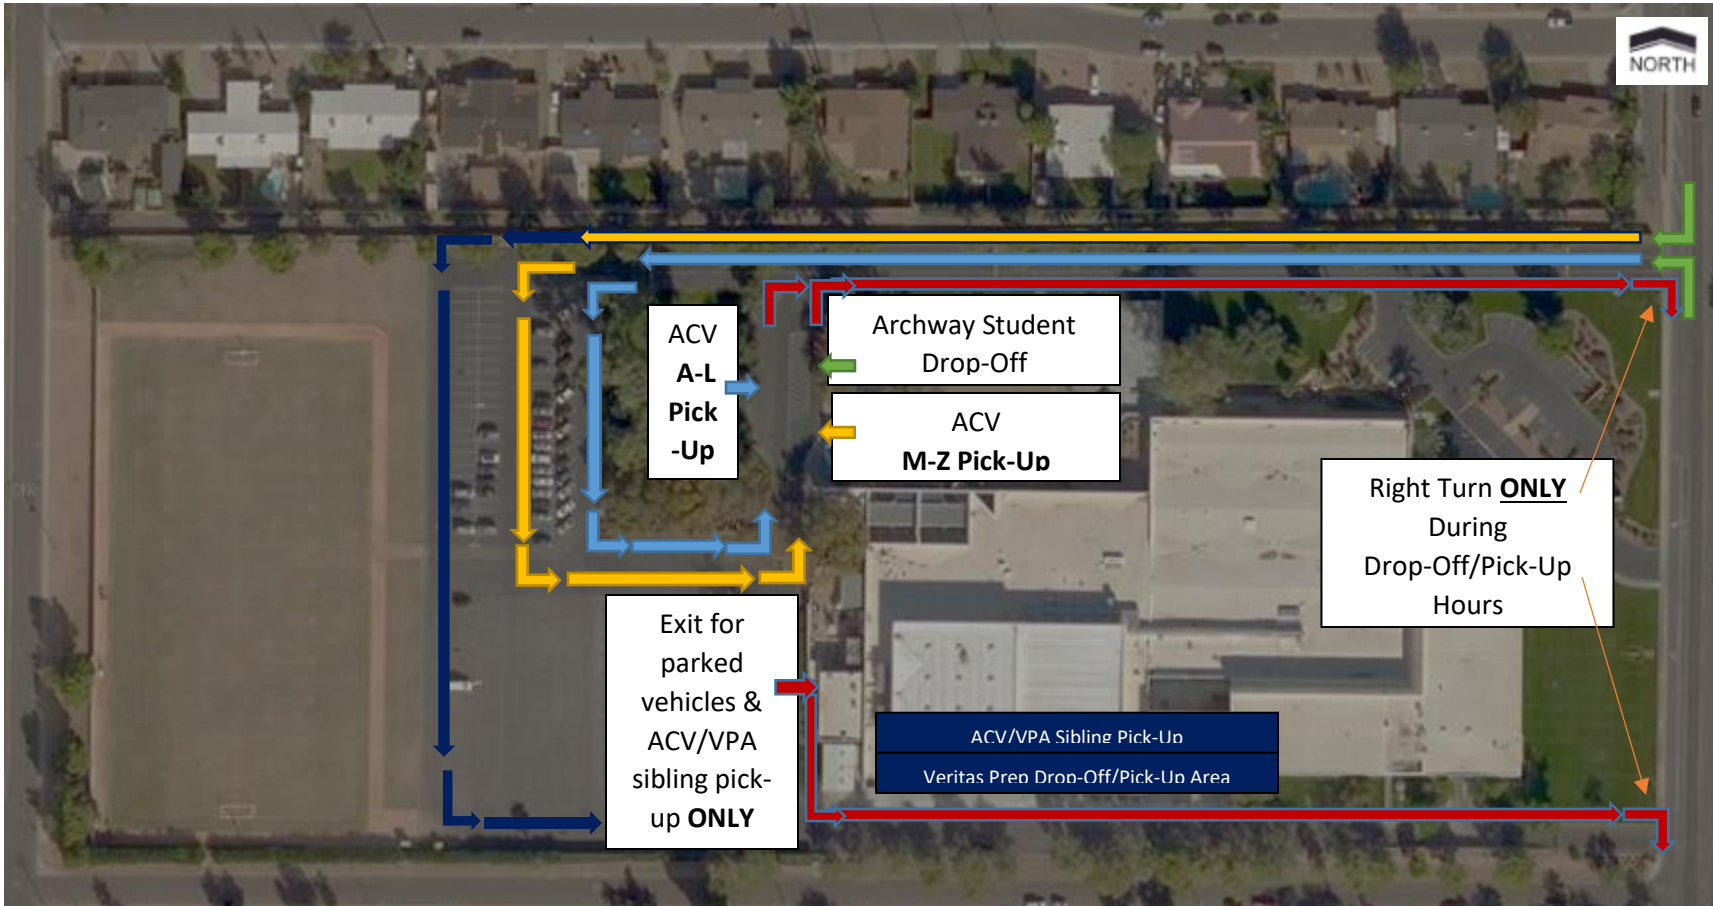 NORTH
ACV
A-L
Pick
-Up
Archway Student
Drop-Off
ACV
M-Z Pick-Up
Right Turn ONLY
During
Drop-Off/Pick-Up
Hours
Exit for
parked
vehicles &
ACV/VPA
sibling pick-
up ONLY
ACV/VPA Sibling Pick-Up
Veritas Prep Drop-Off/Pick-Up Area